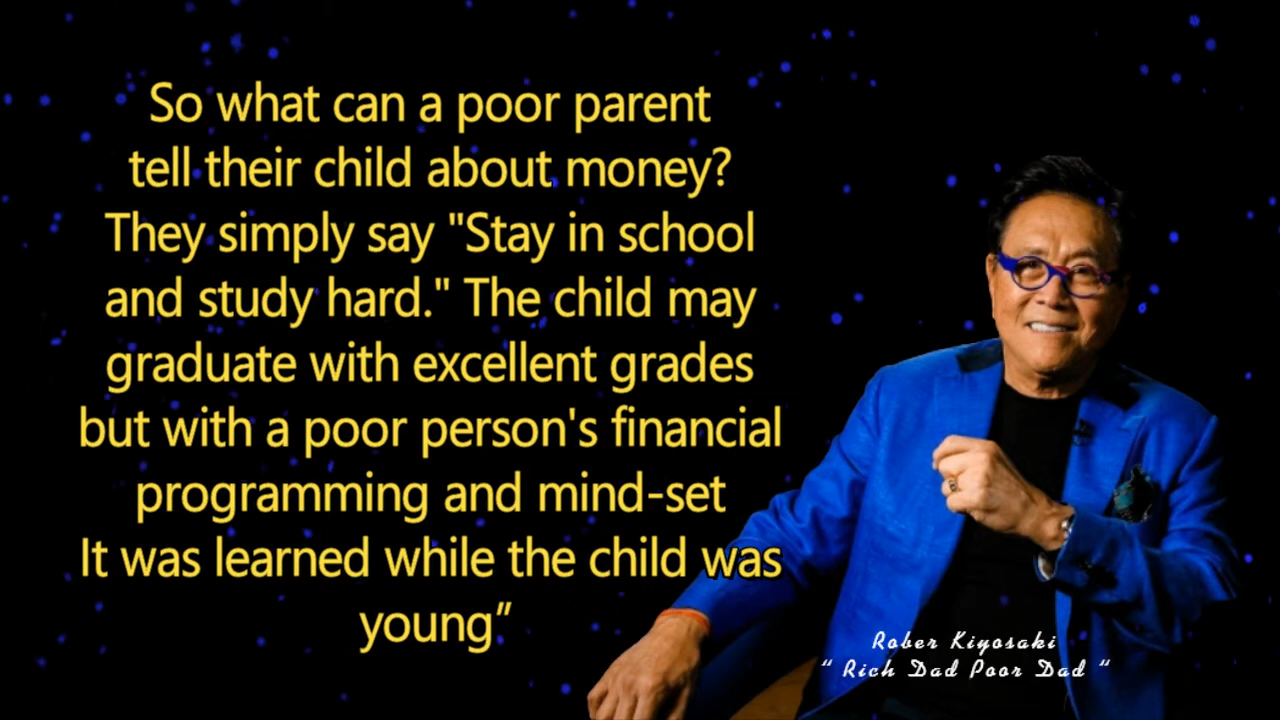 So what can a poor parent
tell their child about money?
They simply say "Stay in school
and study hard." The child may
graduate with excellent grades
but with a poor person's financial
programming and mind-set
It was learned while the child was
young”
Rober Kiyosaki
“ Rich Dad Poor Dad “